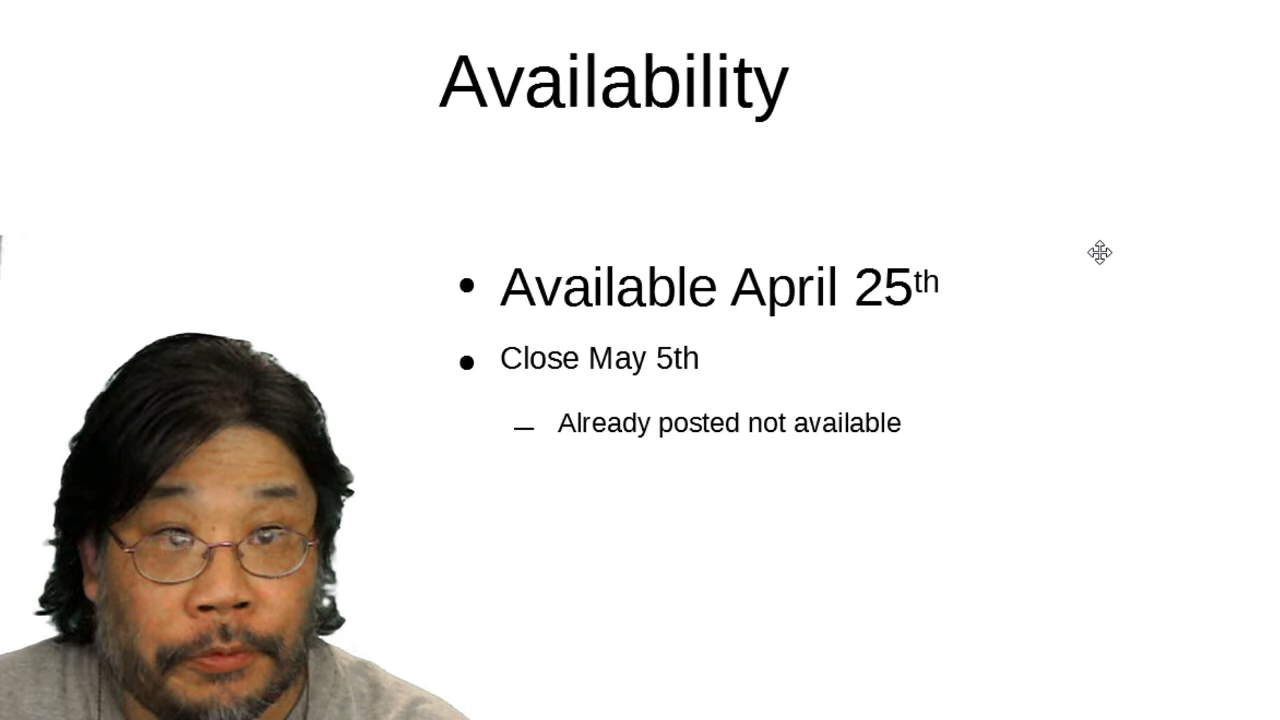 Availability
• Available April 25th
• Close May 5th
– Already posted not available